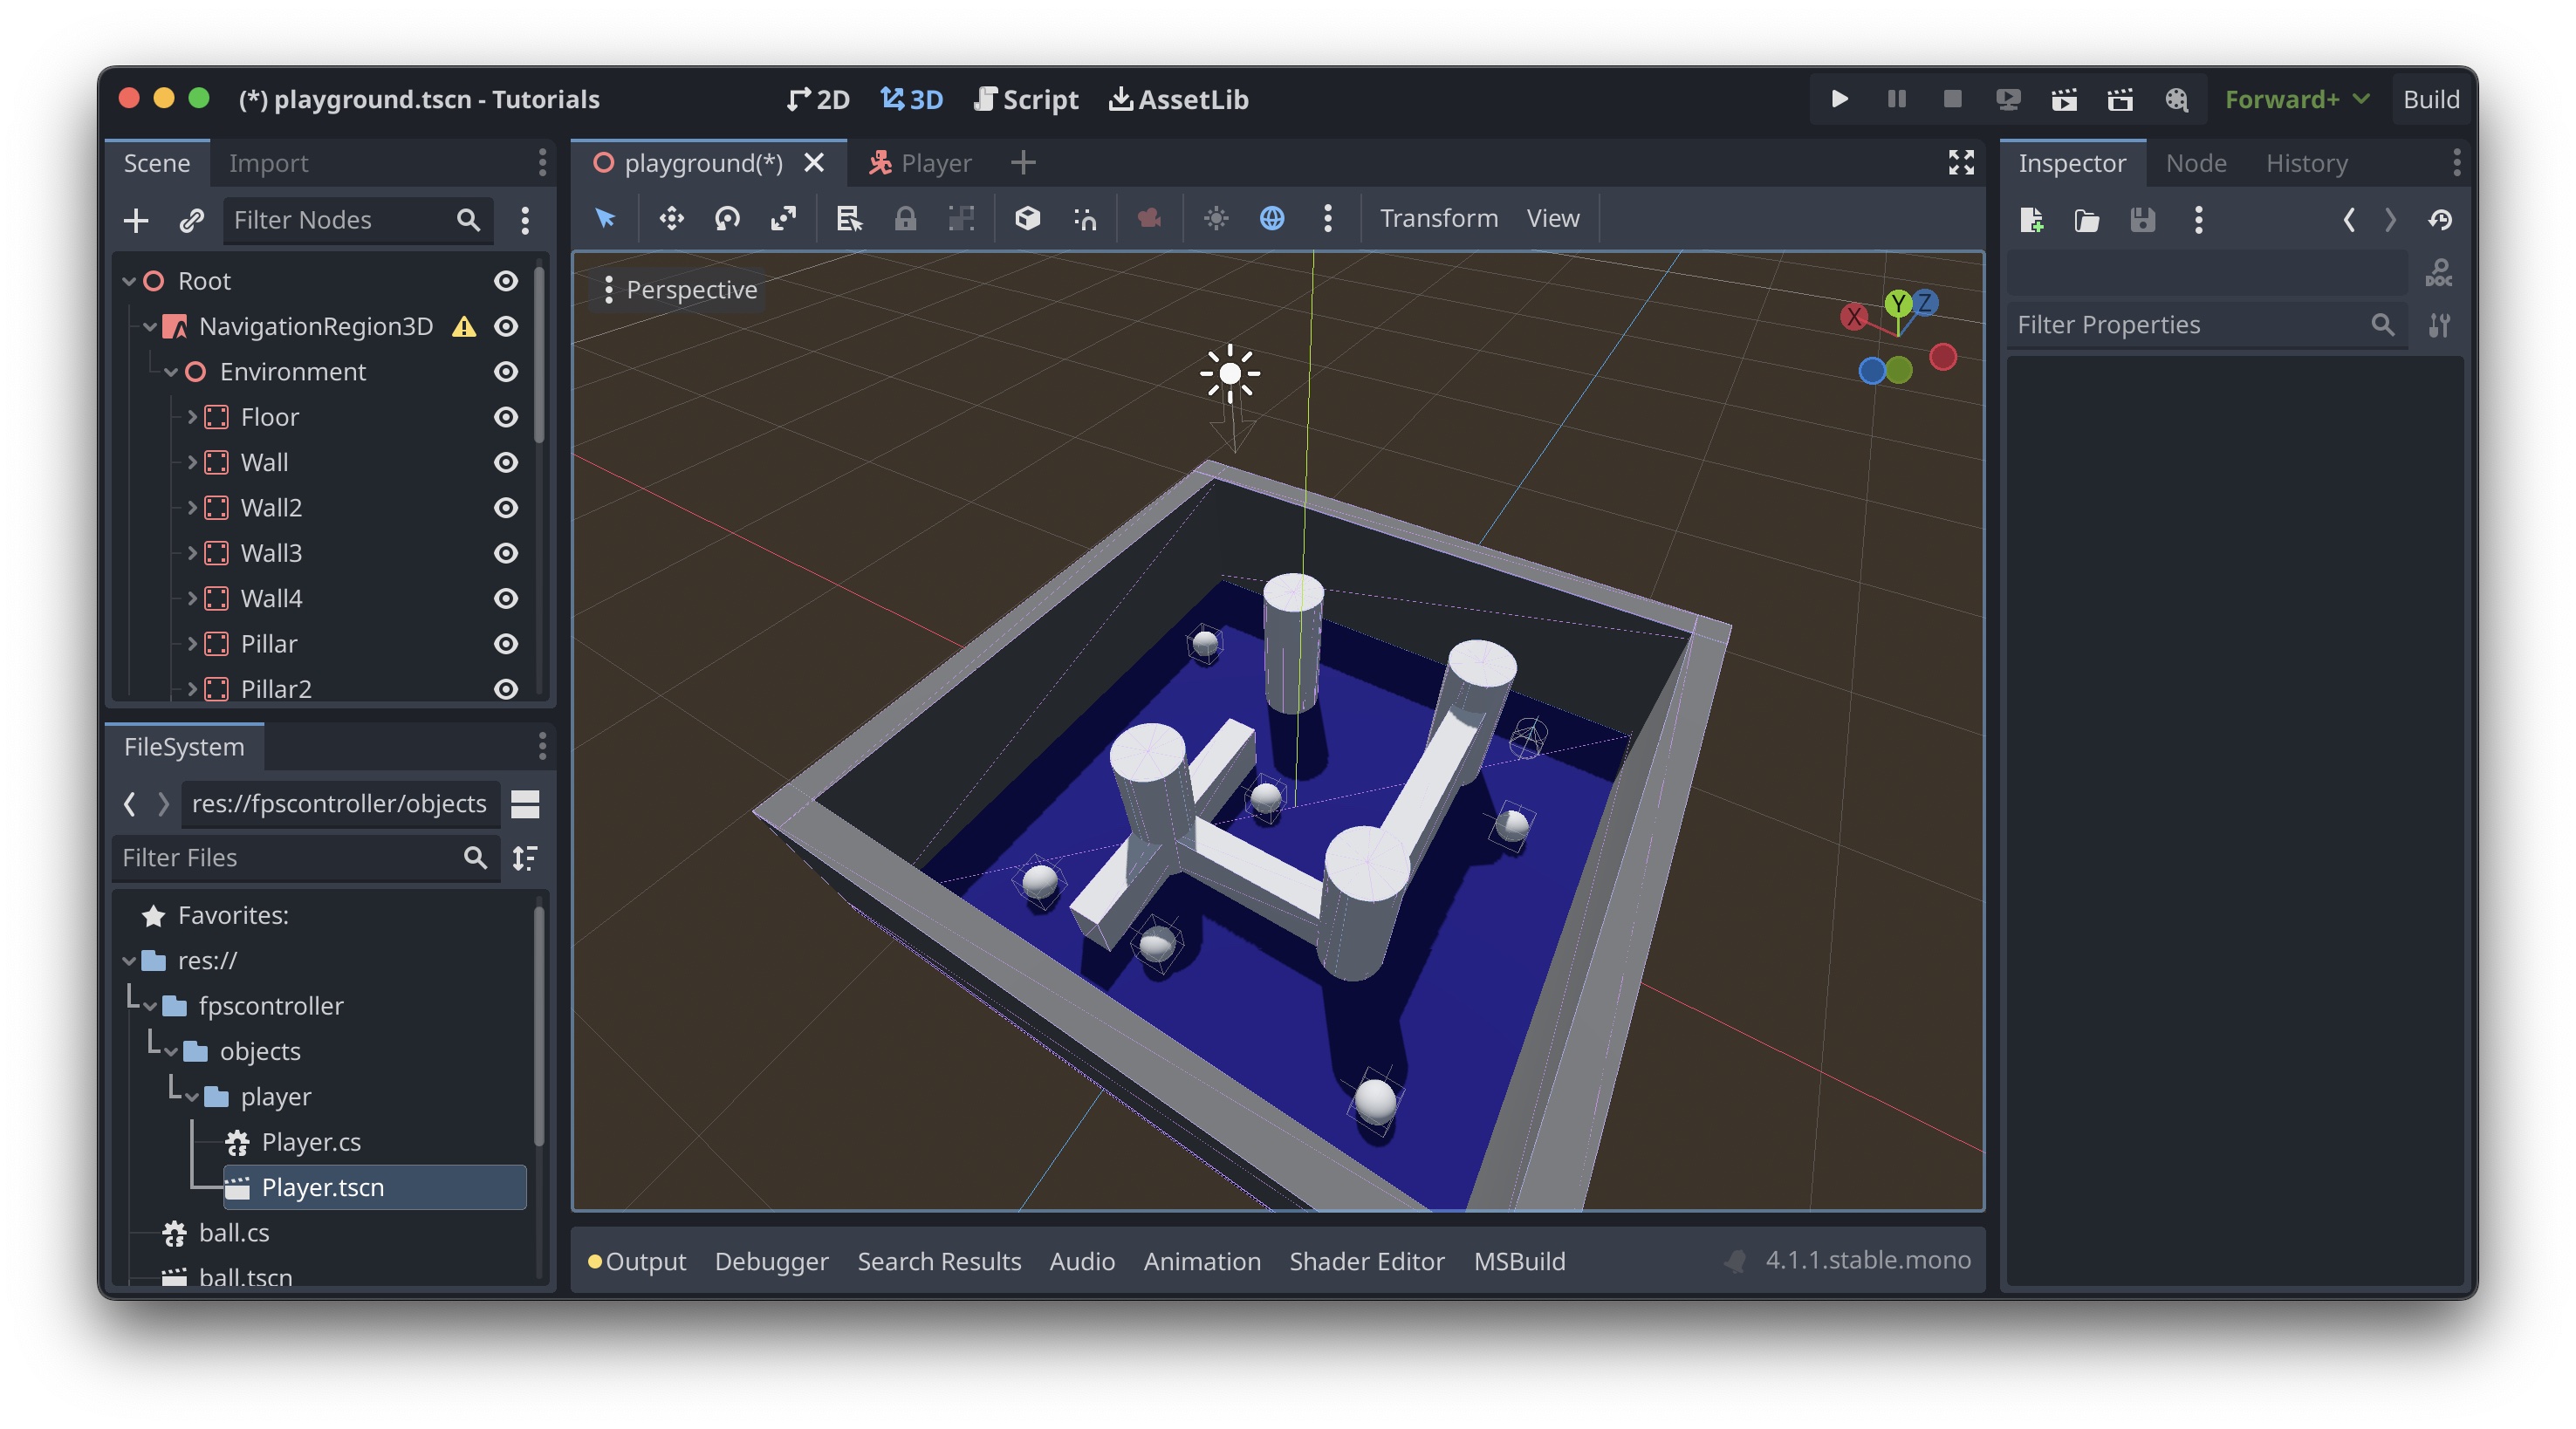 (*) playground.tscn - Tutorials
2D
3D
Script
AssetLib
Forward+
Build
Scene
Import
Filter Nodes
Root
NavigationRegion3D
Environment
Floor
Wall
Wall2
Wall3
Wall4
Pillar
Pillar2
FileSystem
res://fpscontroller/objects
Filter Files
Favorites:
res://
fpscontroller
objects
player
Player.cs
Player.tscn
ball.cs
ball.tscn
playground(*)
Player
Transform
View
Perspective
X
Y
Z
Output
Debugger
Search Results
Audio
Animation
Shader Editor
MSBuild
4.1.1.stable.mono
Inspector
Node
History
DOC
Filter Properties